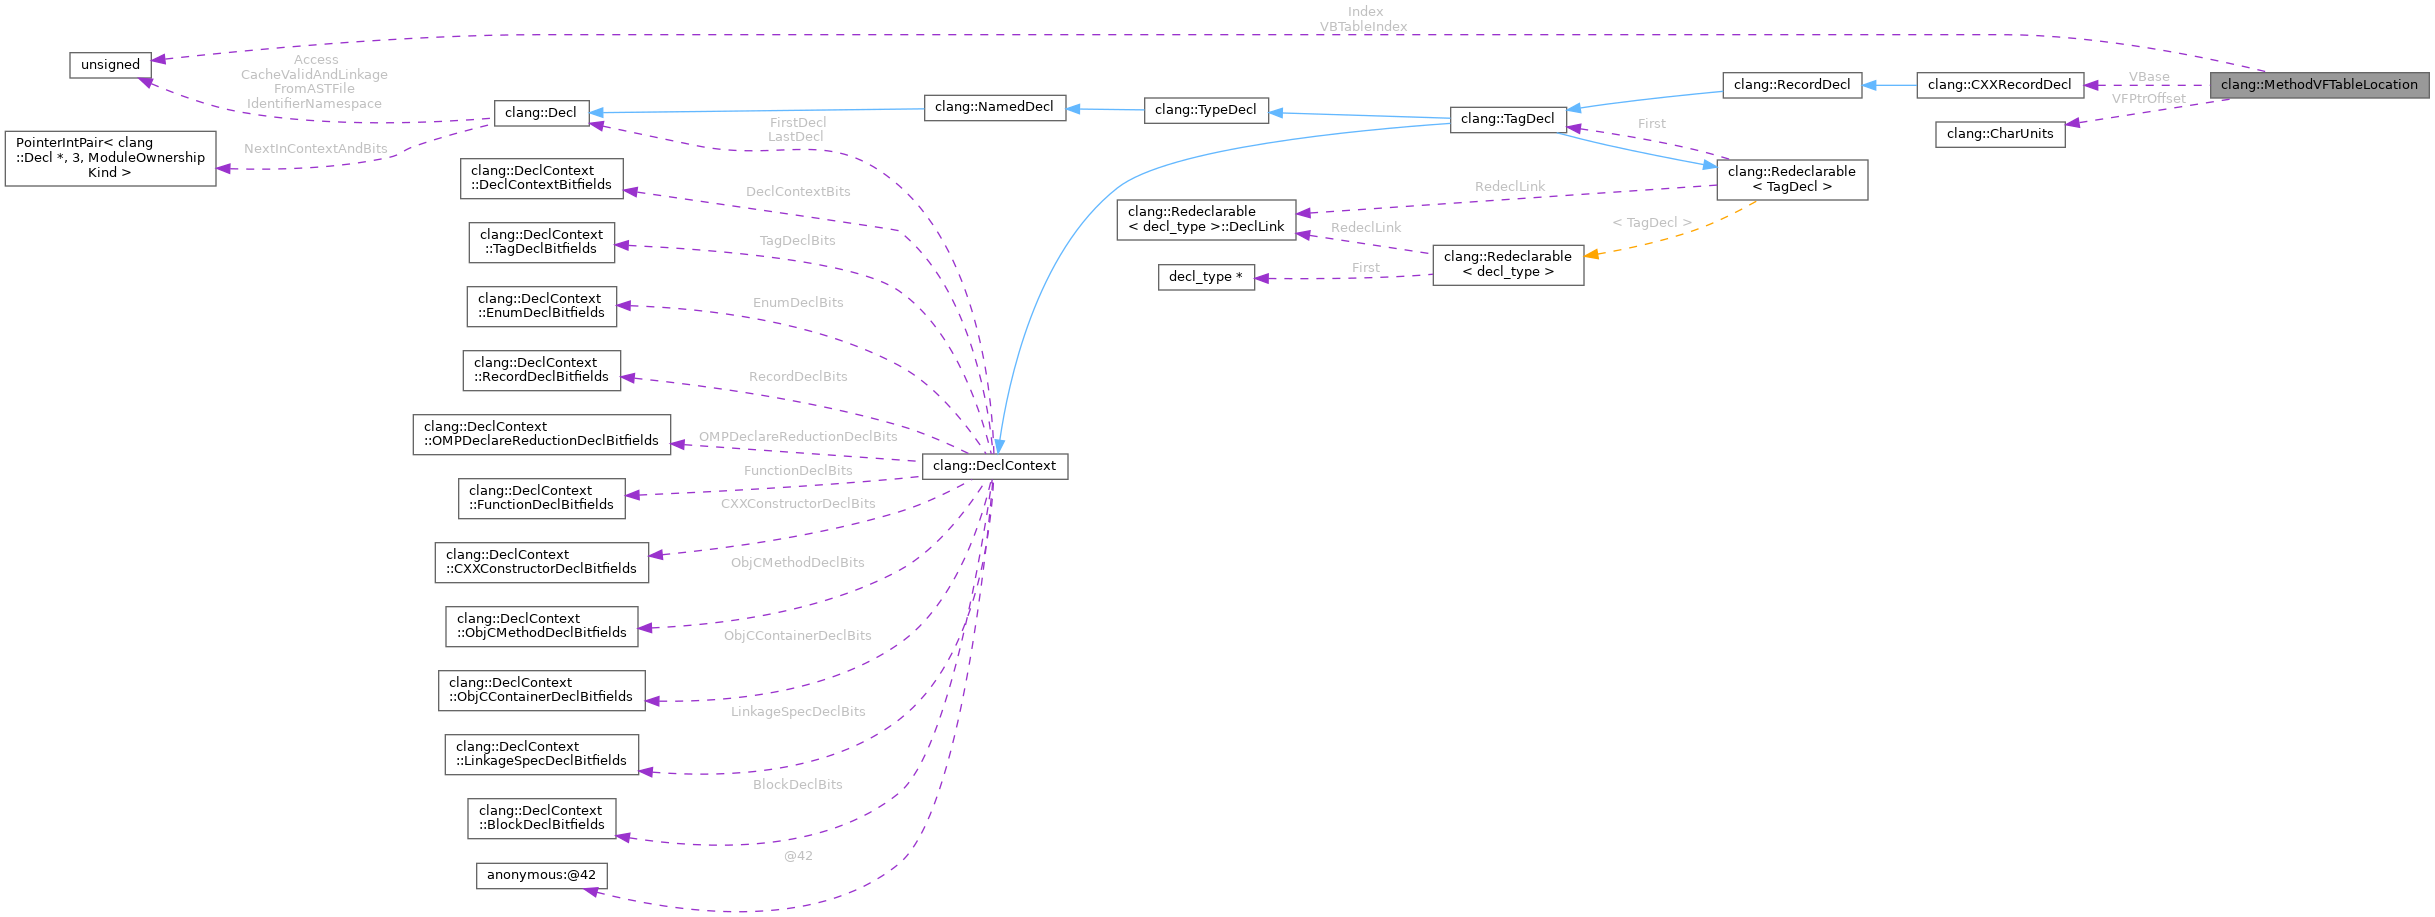 Index
VBTableIndex
unsigned
Access
CacheValidAndLinkage
FromASTFile
IdentifierNamespace
clang::RecordDecl
clang::CXXRecordDecl
VBase
clang::MethodVFTableLocation
VFPtrOffset
clang::Decl
clang::NamedDecl
clang::TypeDecl
clang::TagDecl
First
clang::CharUnits
FirstDecl
LastDecl
PointerIntPair< clang
::Decl *, 3, ModuleOwnership
Kind >
NextInContextAndBits
clang::DeclContext
::DeclContextBitfields
DeclContextBits
clang::Redeclarable
< TagDecl >
RedeclLink
clang::Redeclarable
< decl_type >::DeclLink
< TagDecl >
RedeclLink
clang::DeclContext
::TagDeclBitfields
TagDeclBits
clang::Redeclarable
< decl_type >
First
decl_type *
clang::DeclContext
::EnumDeclBitfields
EnumDeclBits
clang::DeclContext
::RecordDeclBitfields
RecordDeclBits
clang::DeclContext
::OMPDeclareReductionDeclBitfields
OMPDeclareReductionDeclBits
clang::DeclContext
FunctionDeclBits
clang::DeclContext
::FunctionDeclBitfields
CXXConstructorDeclBits
clang::DeclContext
::CXXConstructorDeclBitfields
ObjCMethodDeclBits
clang::DeclContext
::ObjCMethodDeclBitfields
ObjCContainerDeclBits
clang::DeclContext
::ObjCContainerDeclBitfields
LinkageSpecDeclBits
clang::DeclContext
::LinkageSpecDeclBitfields
BlockDeclBits
clang::DeclContext
::BlockDeclBitfields
@42
anonymous:@42